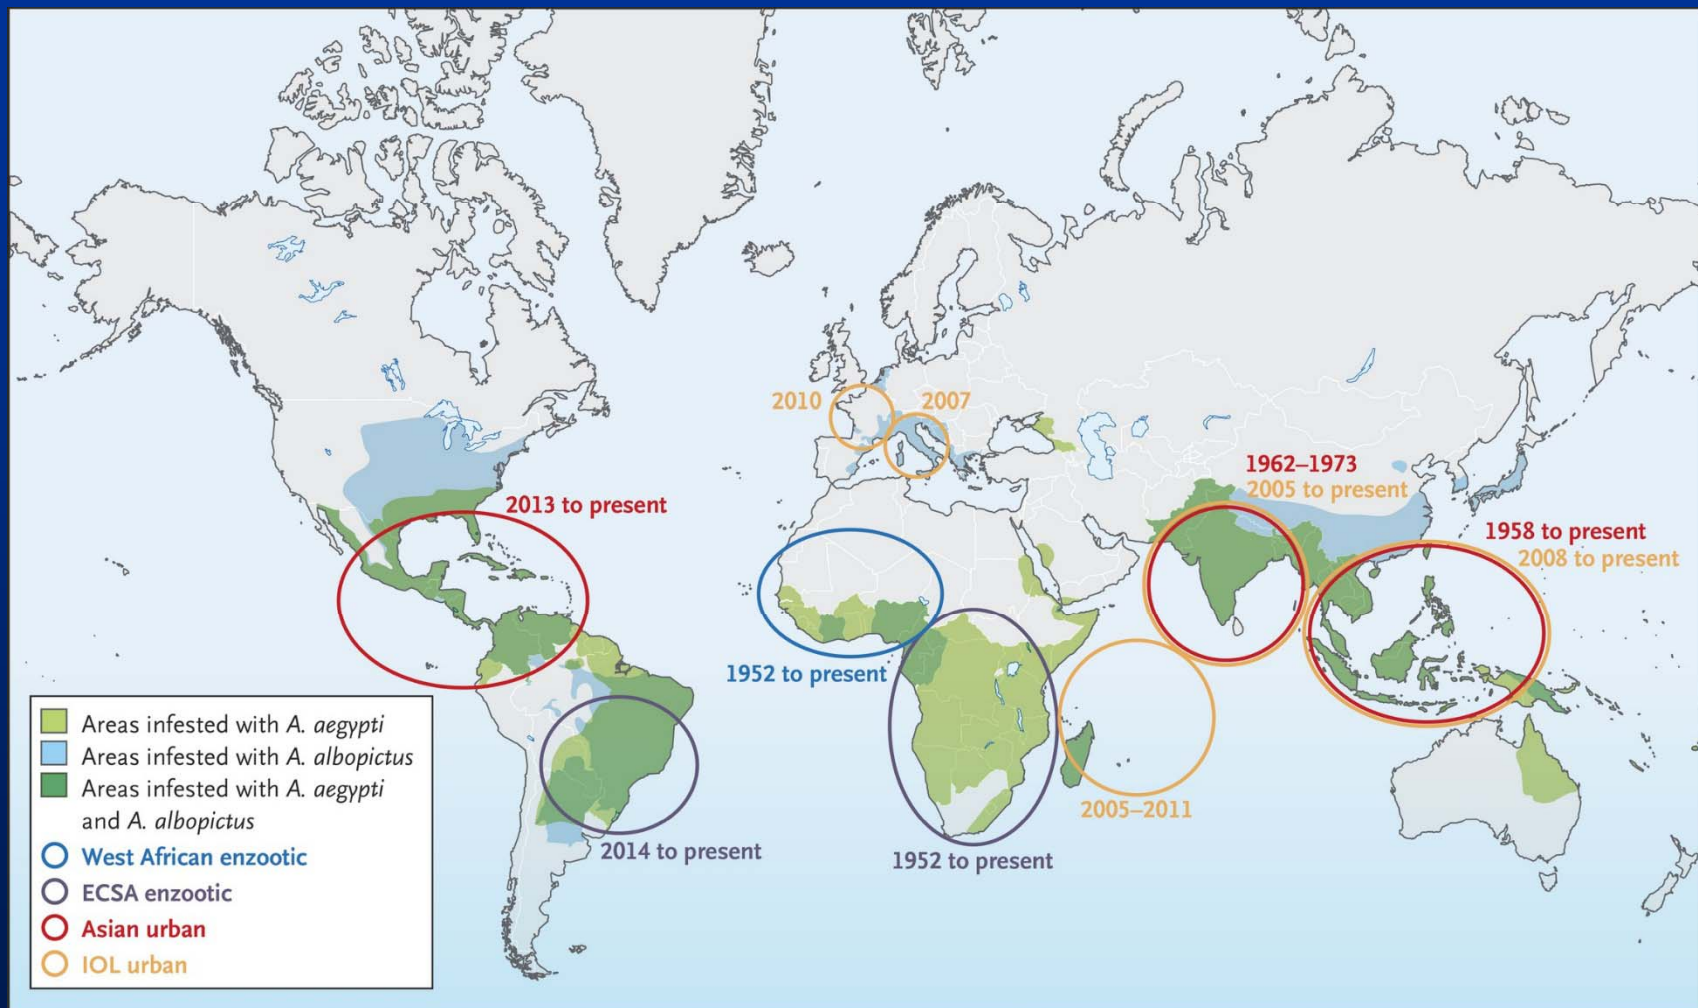 2010
2007
1962–1973
2005 to present
2013 to present
1958 to present
2008 to present
1952 to present
2005–2011
2014 to present
1952 to present
Areas infested with A. aegypti
Areas infested with A. albopictus
Areas infested with A. aegypti
and A. albopictus
West African enzootic
ECSA enzootic
Asian urban
IOL urban